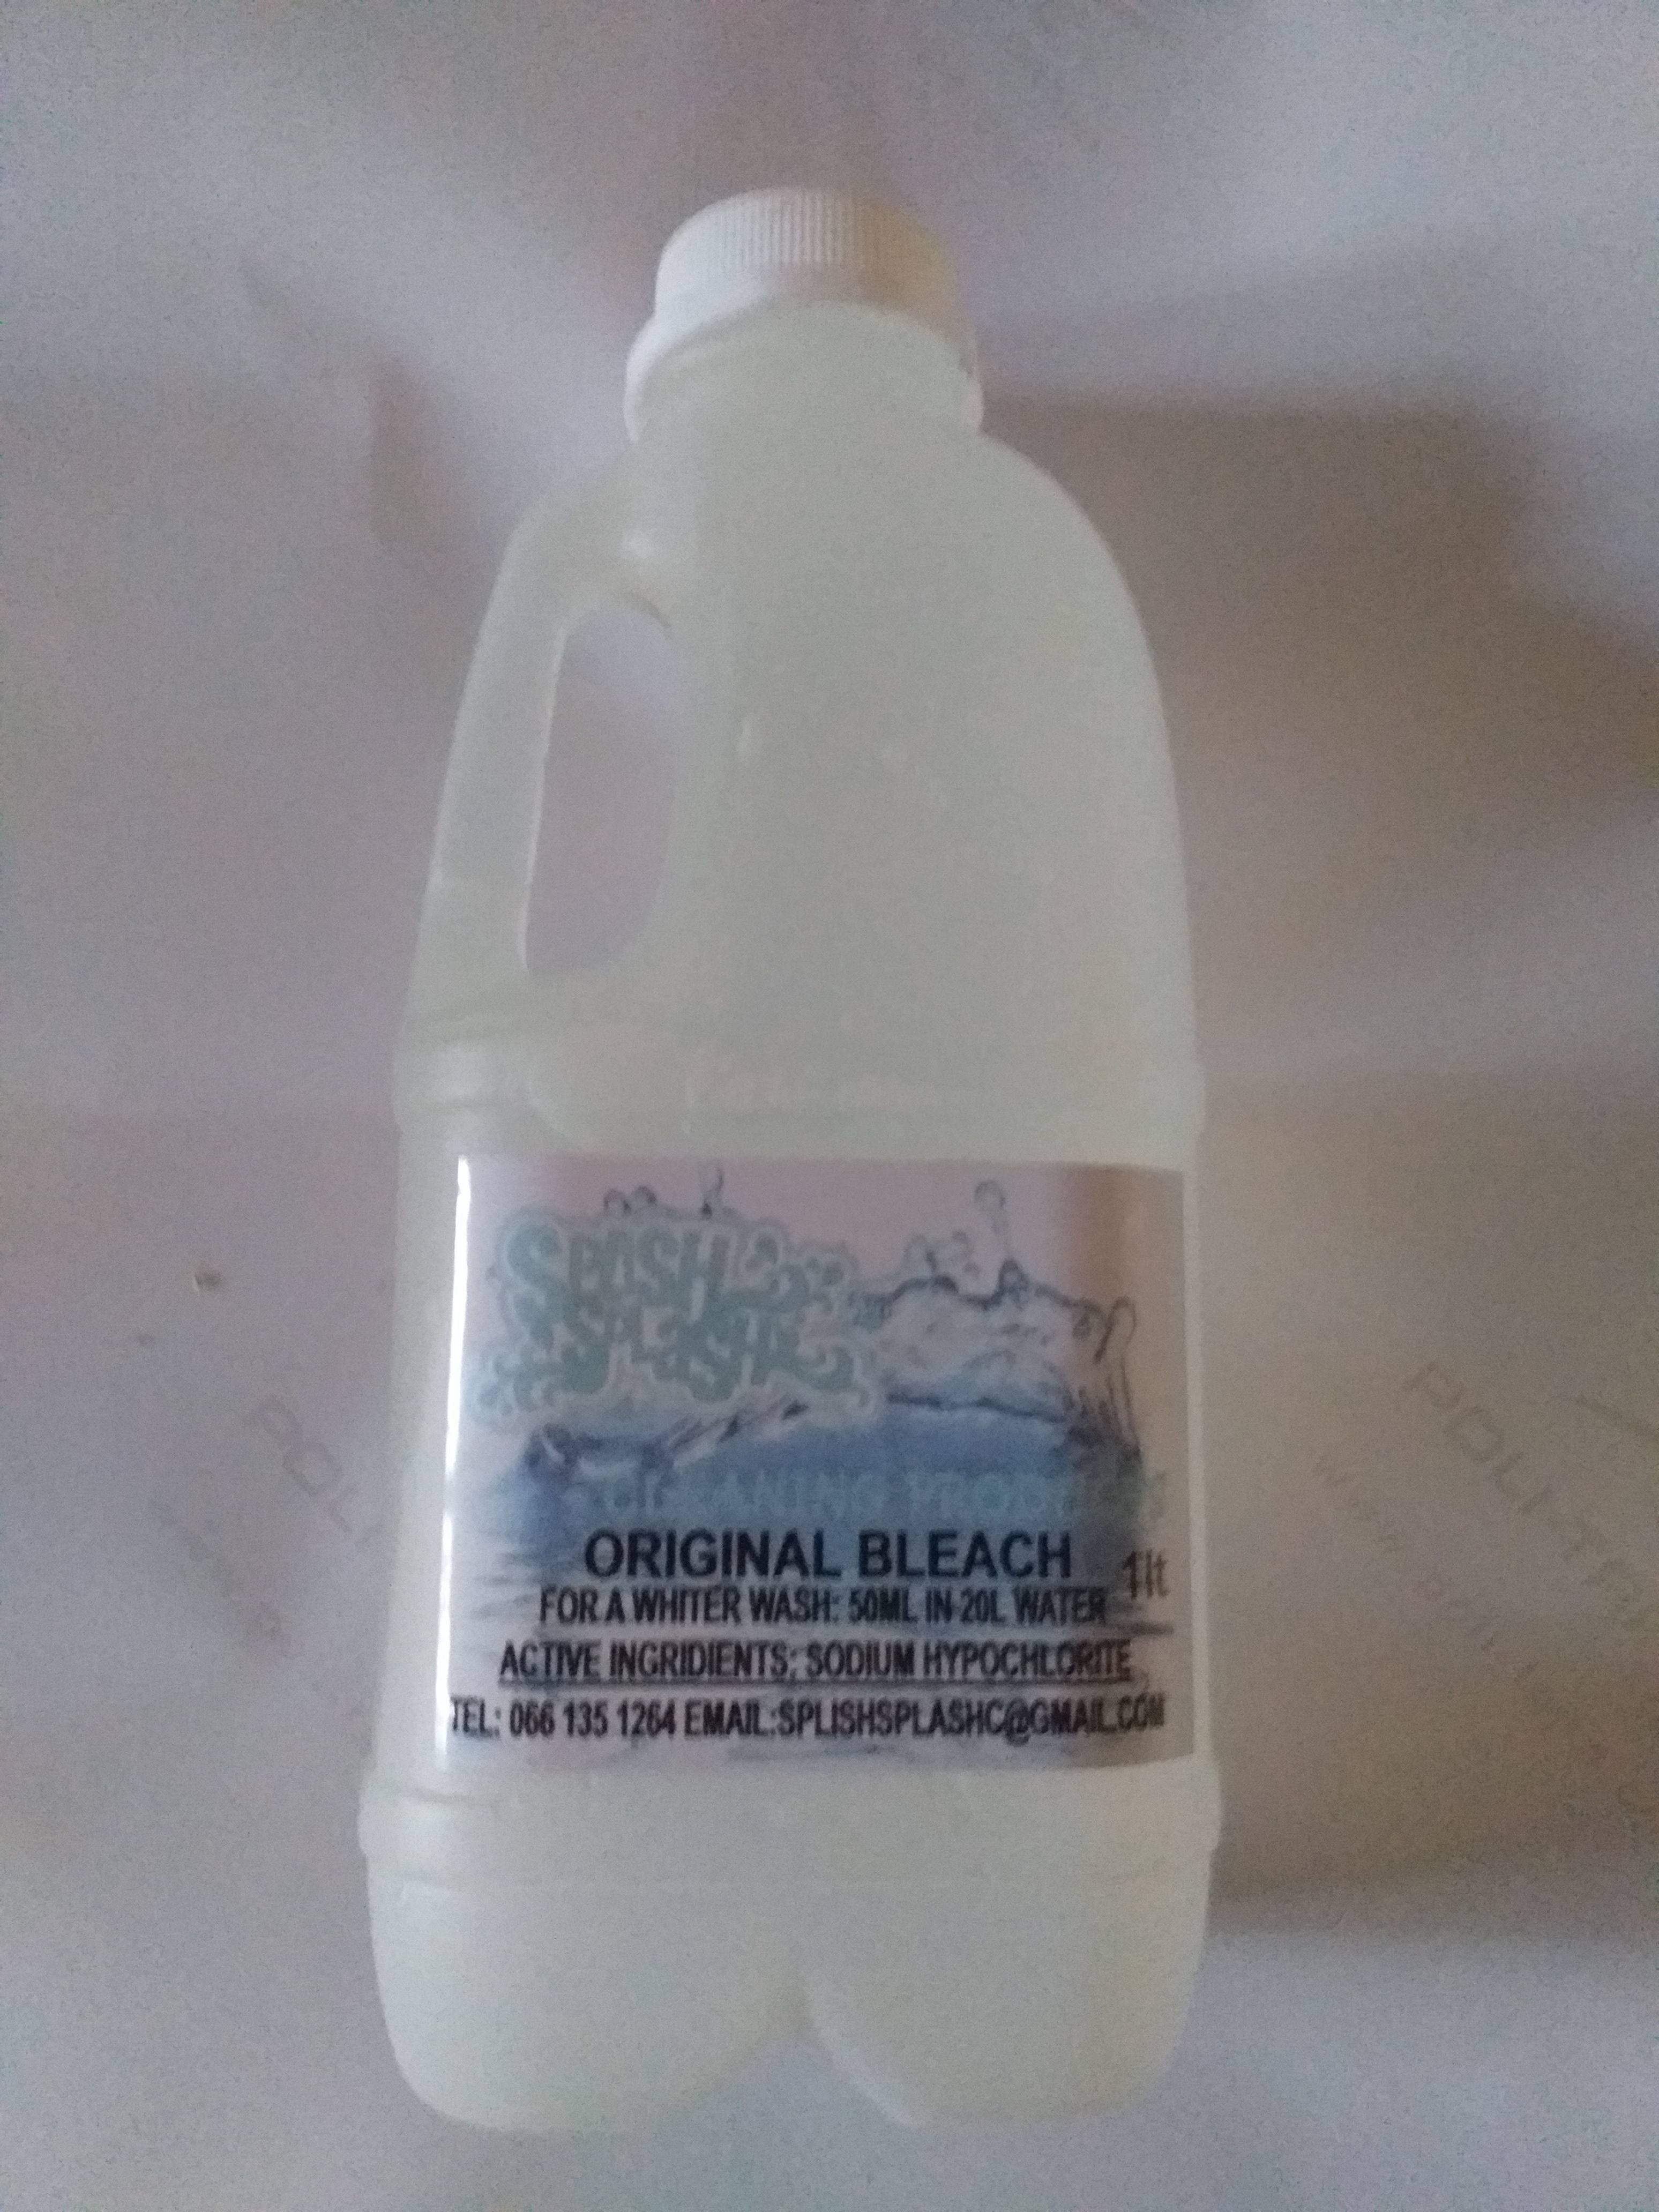 SPLISH
SPLASH
CLEANING PRODUCTS
ORIGINAL BLEACH
1lt
FOR A WHITER WASH: 50ML IN 20L WATER
ACTIVE INGRIDIENTS; SODIUM HYPOCHLORITE
TEL: 066 135 1264 EMAIL:SPLISHSPLASHC@GMAIL.COM